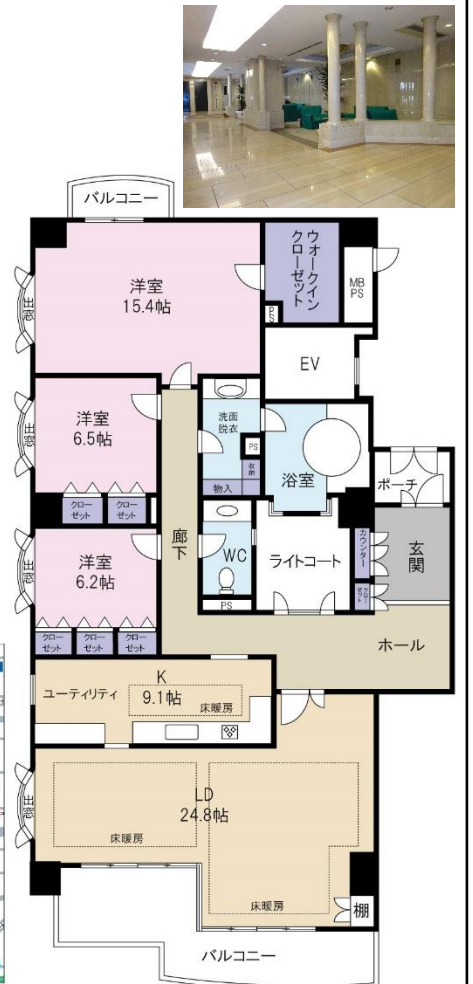 バルコニー
洋室
15.4帖
ウオークイン
クローゼット
MB
PS
PS
出窓
EV
洋室
6.5帖
出窓
洗面
脱衣
PS
衣類
物入
浴室
ポーチ
クロー
ゼット
クロー
ゼット
廊下
洋室
6.2帖
出窓
WC
ライトコート
カウンター
玄関
クローゼット
PS
クロー
ゼット
クロー
ゼット
クロー
ゼット
ホール
K
ユーティリティ
9.1帖
床暖房
LD
24.8帖
出窓
床暖房
床暖房
棚
バルコニー